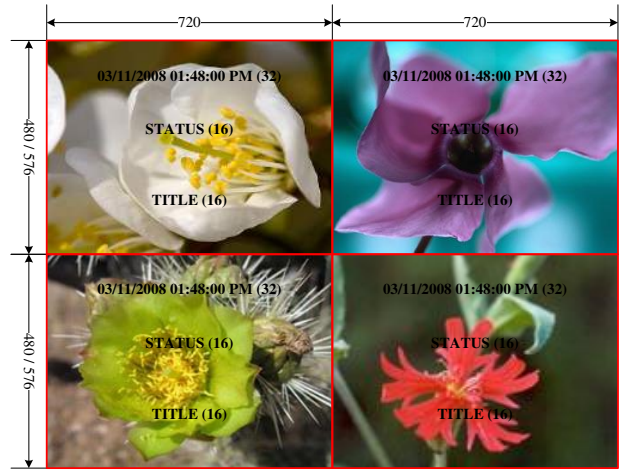 720
720
480 / 576
03/11/2008 01:48:00 PM (32)
STATUS (16)
TITLE (16)
03/11/2008 01:48:00 PM (32)
STATUS (16)
TITLE (16)
480 / 576
03/11/2008 01:48:00 PM (32)
STATUS (16)
TITLE (16)
03/11/2008 01:48:00 PM (32)
STATUS (16)
TITLE (16)